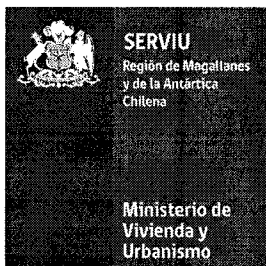 SERVIU
Región de Magallanes
y de la Antártica
Chilena
Ministerio de
Vivienda y
Urbanismo